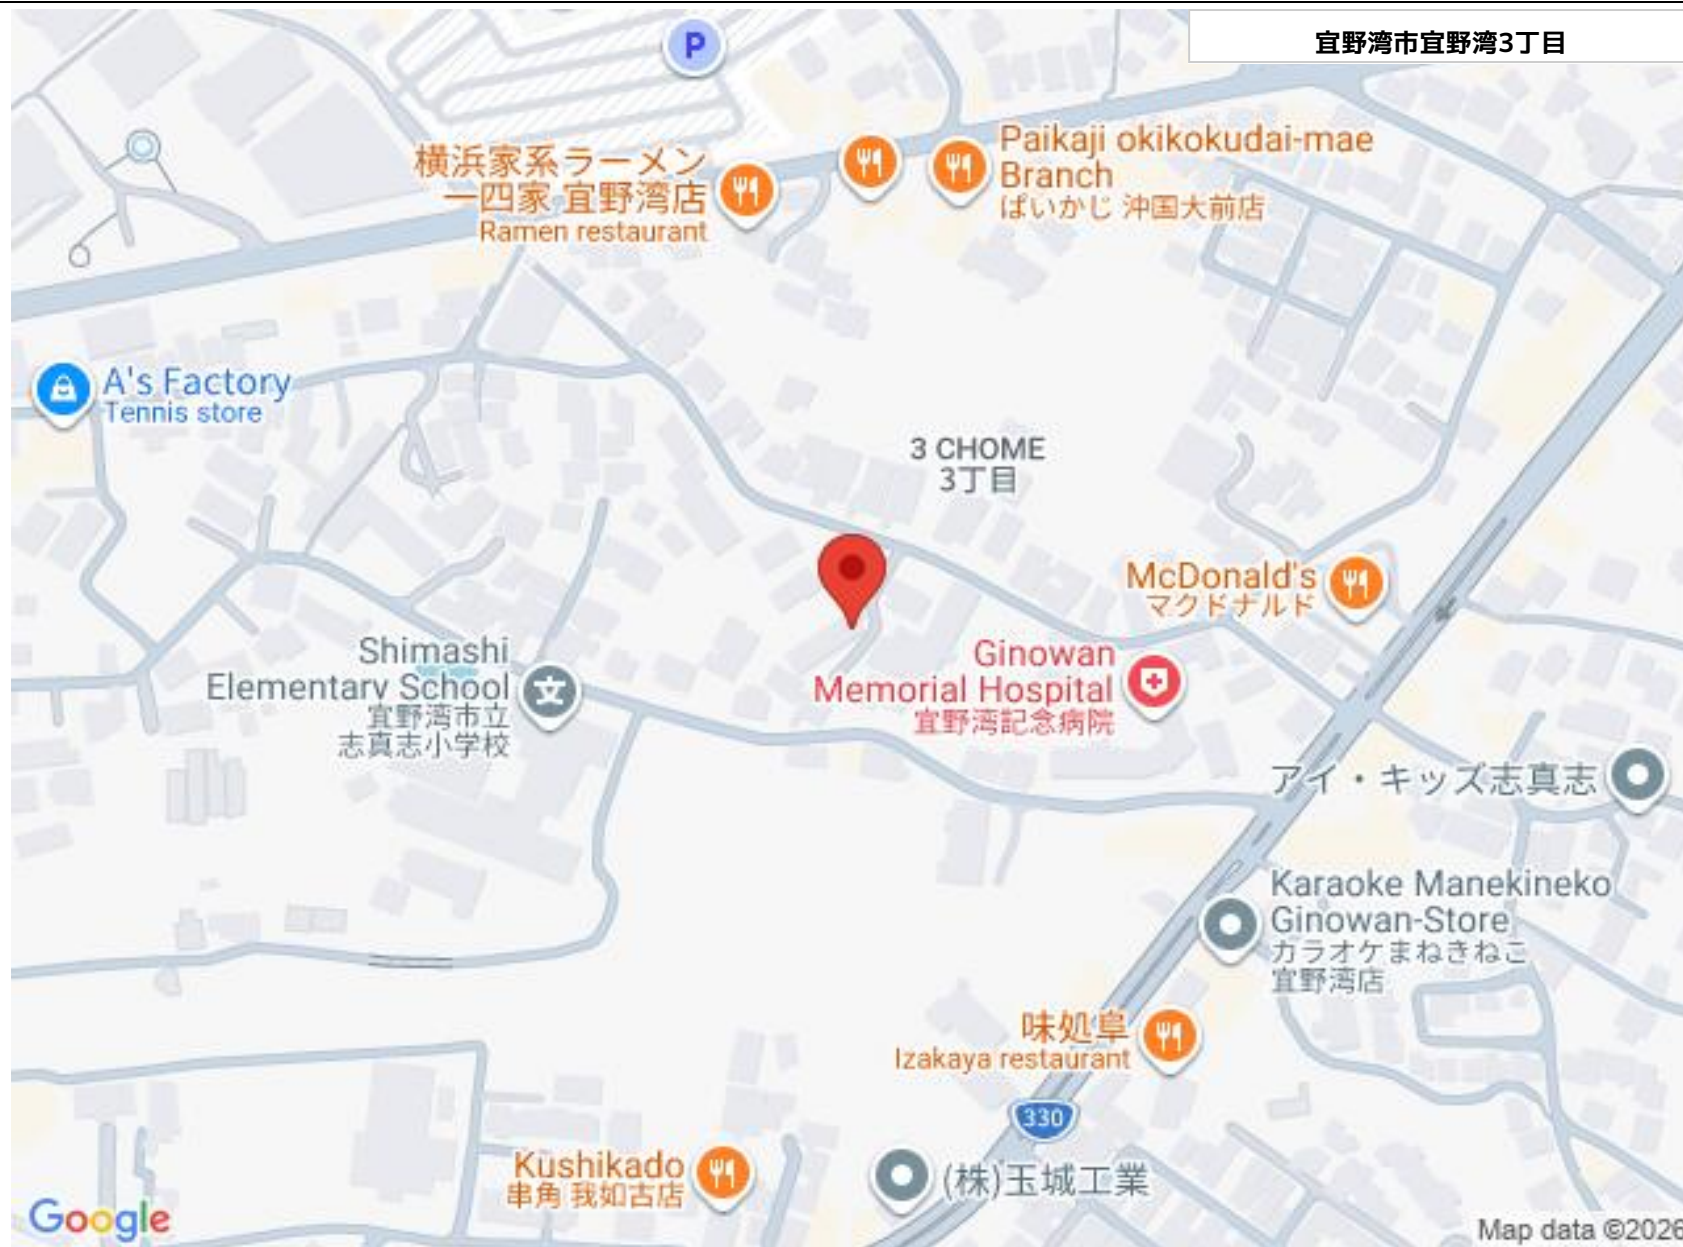 宜野湾市宜野湾3丁目
P
横浜家系ラーメン
一四家 宜野湾店
Ramen restaurant
Paikaji okikokudai-mae
Branch
ぱいかじ 沖国大前店
A's Factory
Tennis store
3 CHOME
3丁目
McDonald's
マクドナルド
Shimashi
Elementary School
宜野湾市立
志真志小学校
文
Ginowan
Memorial Hospital
宜野湾記念病院
アイ・キッズ志真志
Karaoke Manekineko
Ginowan-Store
カラオケまねきねこ
宜野湾店
味処阜
Izakaya restaurant
330
Kushikado
串角 我如古店
(株)玉城工業
Google
Map data ©2026